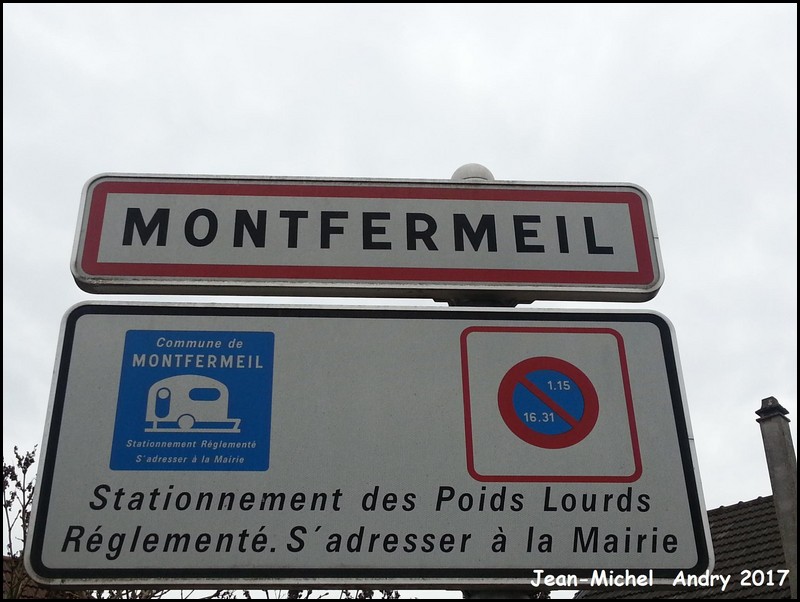 MONTFERMEIL
Commune de
MONTFERMEIL
Stationnement Réglementé
S'adresser à la Mairie
1.15
16.31
Stationnement des Poids Lourds
Réglementé. S'adresser à la Mairie
Jean-Michel Andry 2017